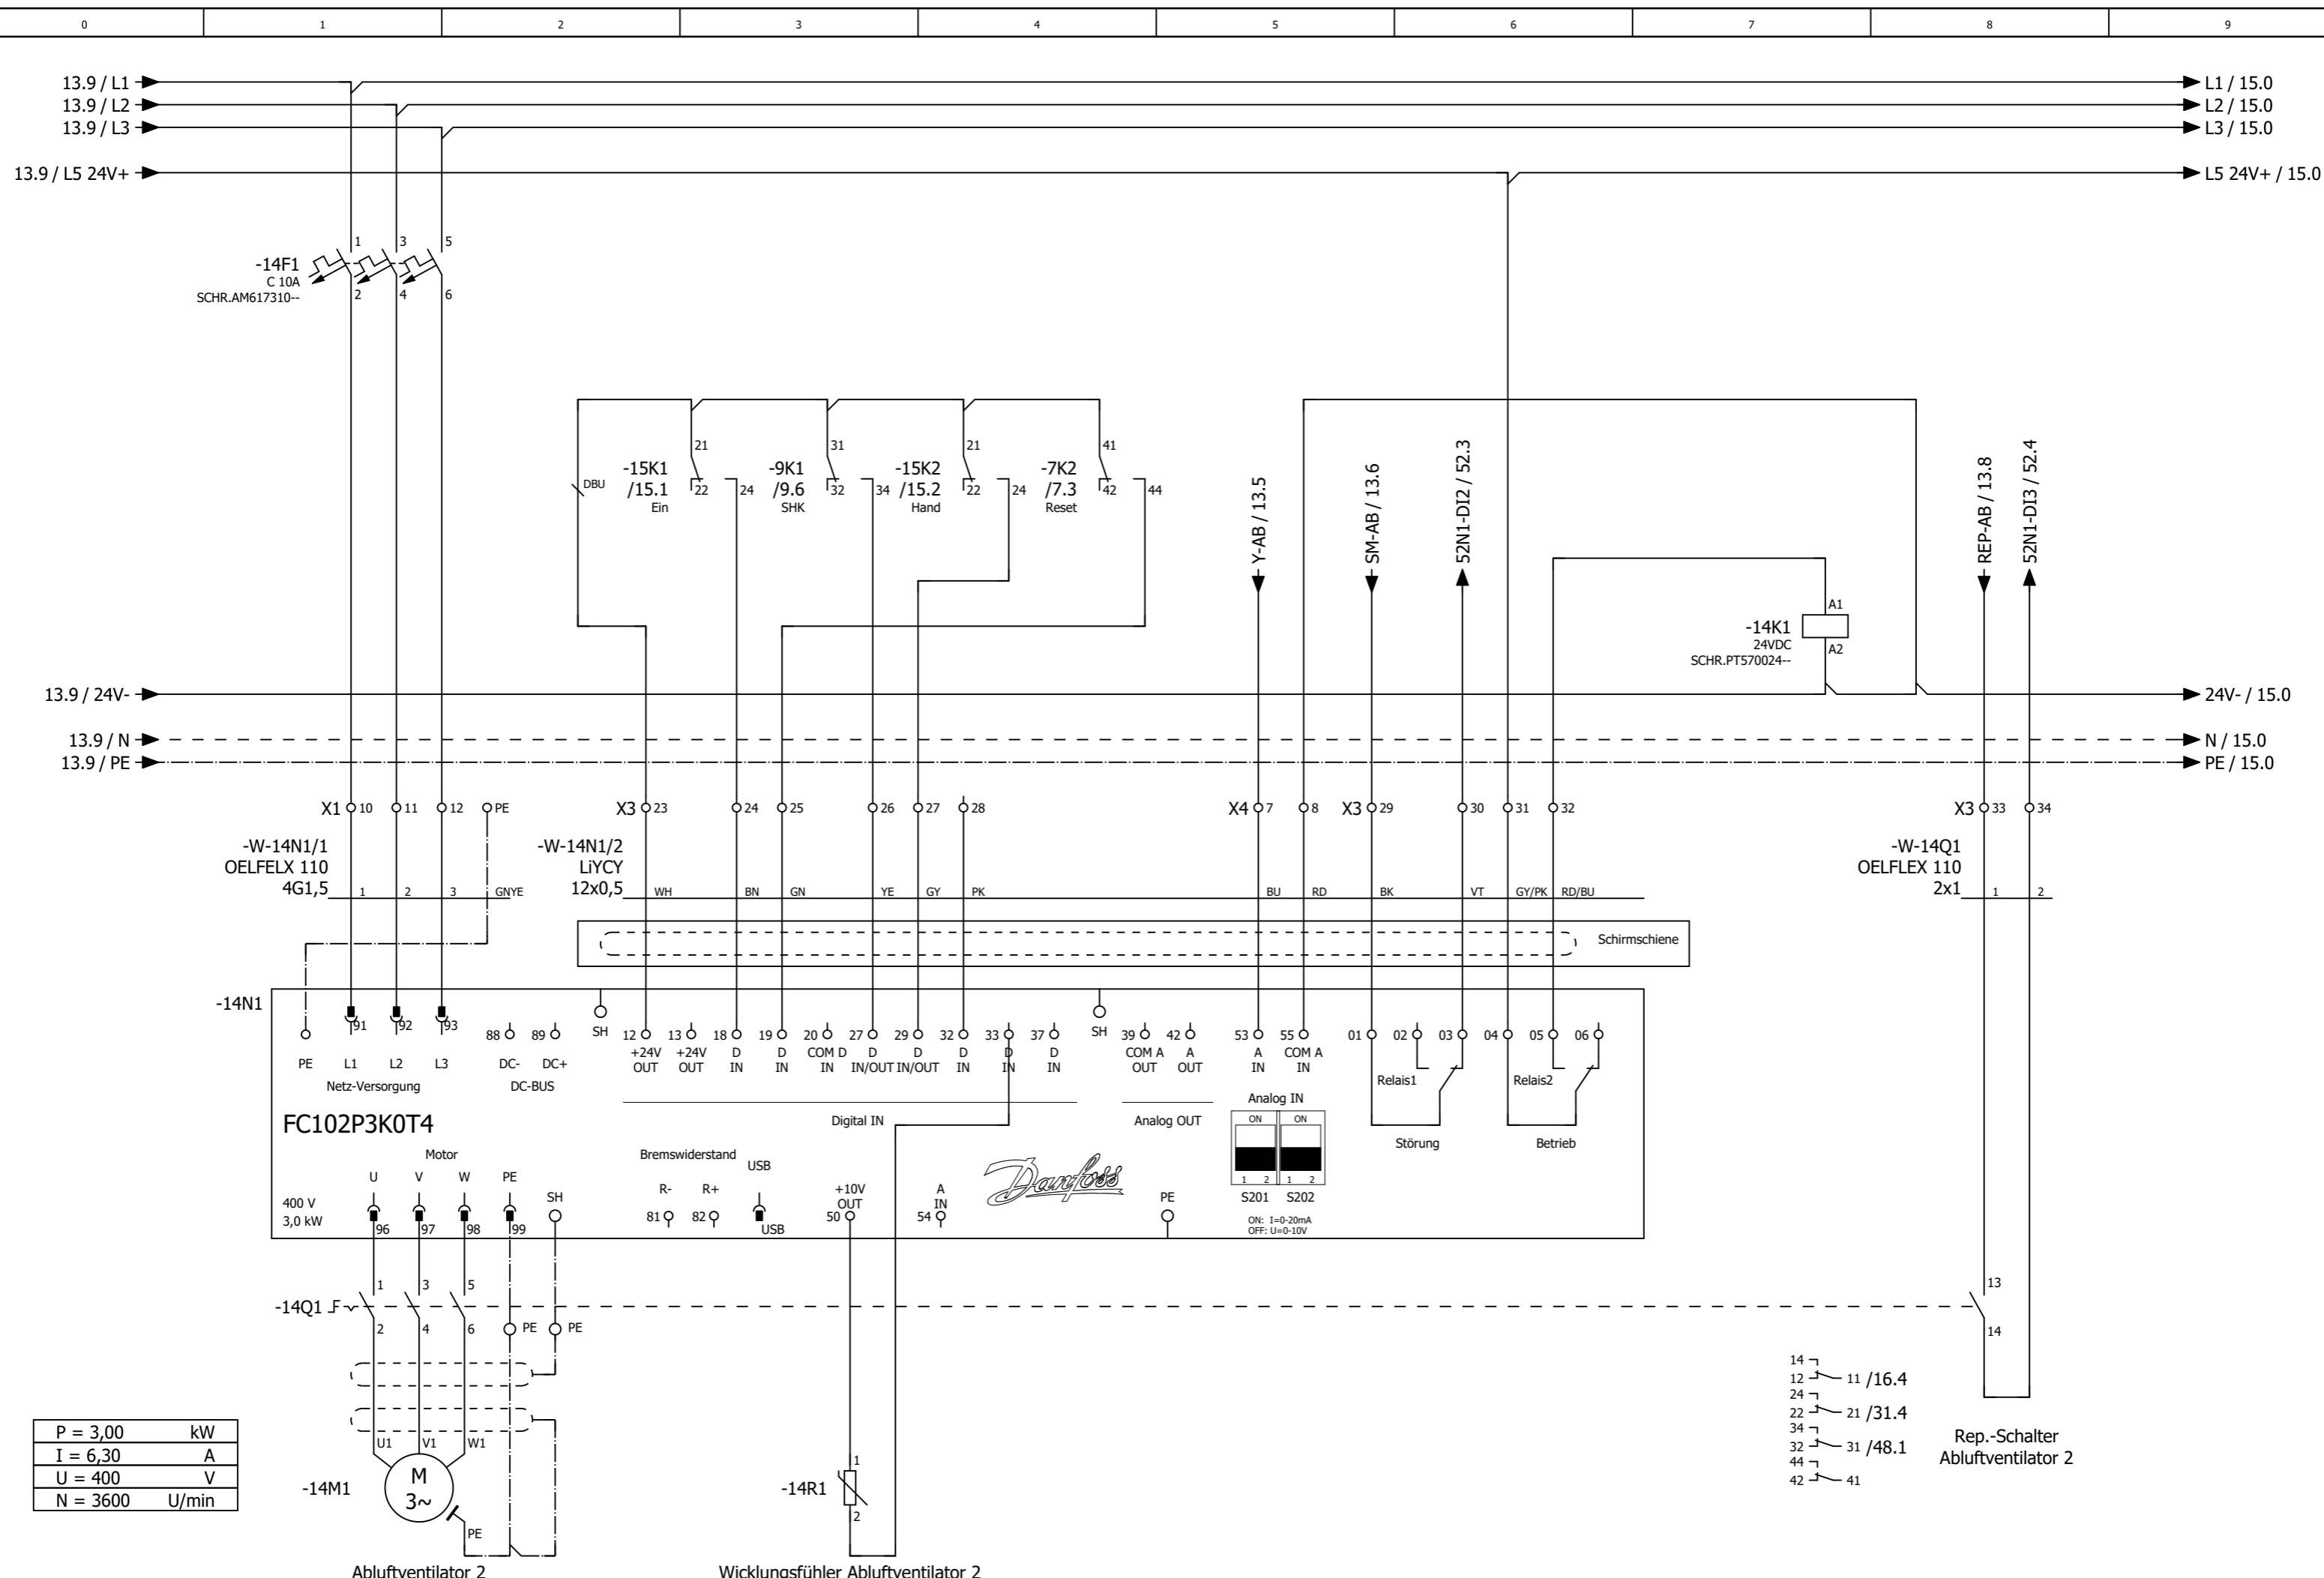 0 1 2 3 4 5 6 7 8 9
13.9 / L1 L1 / 15.0
13.9 / L2 L2 / 15.0
13.9 / L3 L3 / 15.0
13.9 / L5 24V+ L5 24V+ / 15.0
1 3 5
-14F1
C 10A
SCHR.AM617310--
2 4 6
DBU
-15K1
/15.1
Ein
21
22 24
-9K1
/9.6
SHK
31
32 34
-15K2
/15.2
Hand
21
22 24
-7K2
/7.3
Reset
41
42 44
Y-AB / 13.5
SM-AB / 13.6
52N1-DI2 / 52.3
REP-AB / 13.8
52N1-DI3 / 52.4
-14K1
24VDC
SCHR.PT570024--
A1
A2
13.9 / 24V- 24V- / 15.0
13.9 / N N / 15.0
13.9 / PE PE / 15.0
X1 10 11 12 PE X3 23 24 25 26 27 28 X4 7 8 X3 29 30 31 32 X3 33 34
-W-14N1/1
OELFELX 110
4G1,5
1 2 3 GNYE
-W-14N1/2
LiYCY
12x0,5
WH BN GN YE GY PK BU RD BK VT GY/PK RD/BU
-W-14Q1
OELFLEX 110
2x1
1 2
Schirmschiene
-14N1
91 92 93
PE L1 L2 L3
Netz-Versorgung
88 89
DC- DC+
DC-BUS
SH
12 13 18 19 20 27 29 32 33 37
+24V +24V D D COM D D D D D D
OUT OUT IN IN IN IN/OUT IN/OUT IN IN IN
Digital IN
SH
39 42
COM A A
OUT OUT
Analog OUT
53 55
A COM A
IN IN
Analog IN
ON ON
1 2 1 2
S201 S202
ON: I=0-20mA
OFF: U=0-10V
01 02 03
Relais1
Störung
04 05 06
Relais2
Betrieb
FC102P3K0T4
Motor
U V W PE
SH
96 97 98 99
400 V
3,0 kW
Bremswiderstand
R- R+
81 82
USB
USB
+10V
OUT
50
A
IN
54
Danfoss
PE
-14Q1
1 3 5
2 4 6
PE PE
13
14
14
12 11 /16.4
24
22 21 /31.4
34
32 31 /48.1
44
42 41
Rep.-Schalter
Abluftventilator 2
P = 3,00 kW
I = 6,30 A
U = 400 V
N = 3600 U/min
U1 V1 W1
-14M1
M
3~
PE
Abluftventilator 2
-14R1
1
2
Wicklungsfühler Abluftventilator 2